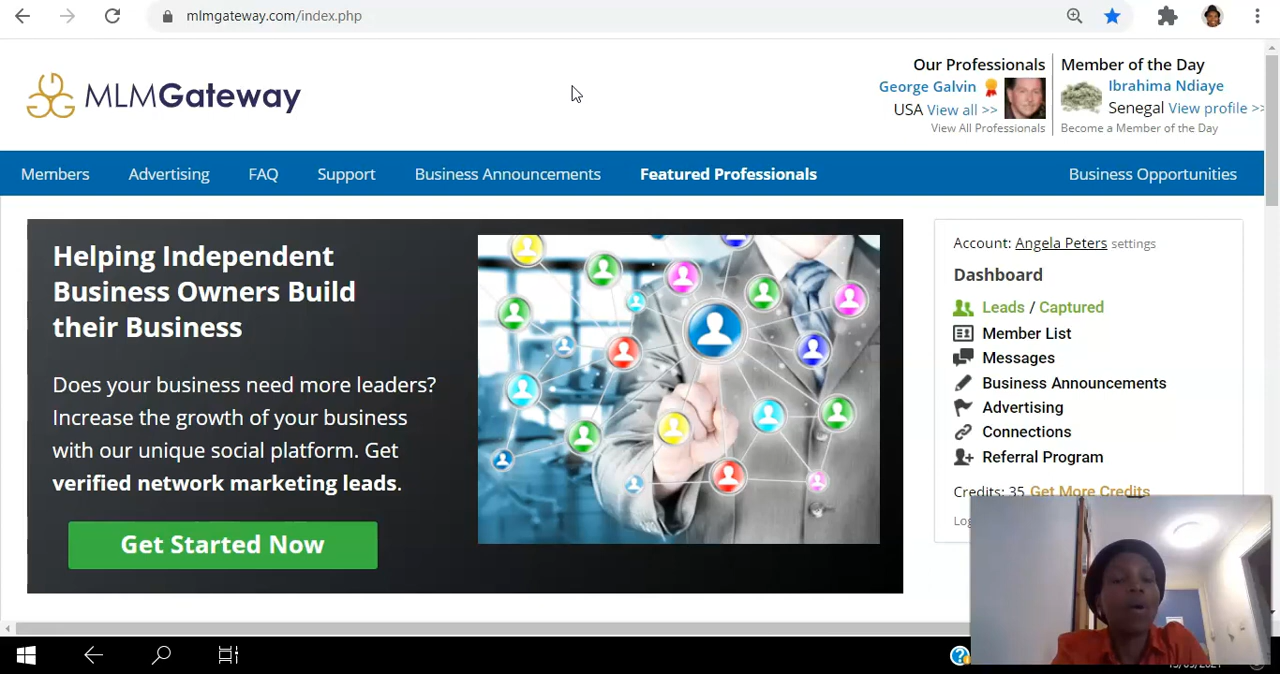 mlmgateway.com/index.php
MLMGateway
Our Professionals
George Galvin
USA View all >>
View All Professionals
Member of the Day
Ibrahima Ndiaye
Senegal View profile >>
Become a Member of the Day
Members Advertising FAQ Support Business Announcements Featured Professionals Business Opportunities
Helping Independent
Business Owners Build
their Business
Does your business need more leaders?
Increase the growth of your business
with our unique social platform. Get
verified network marketing leads.
Get Started Now
Account: Angela Peters settings
Dashboard
Leads / Captured
Member List
Messages
Business Announcements
Advertising
Connections
Referral Program
Credits: 35 Get More Credits